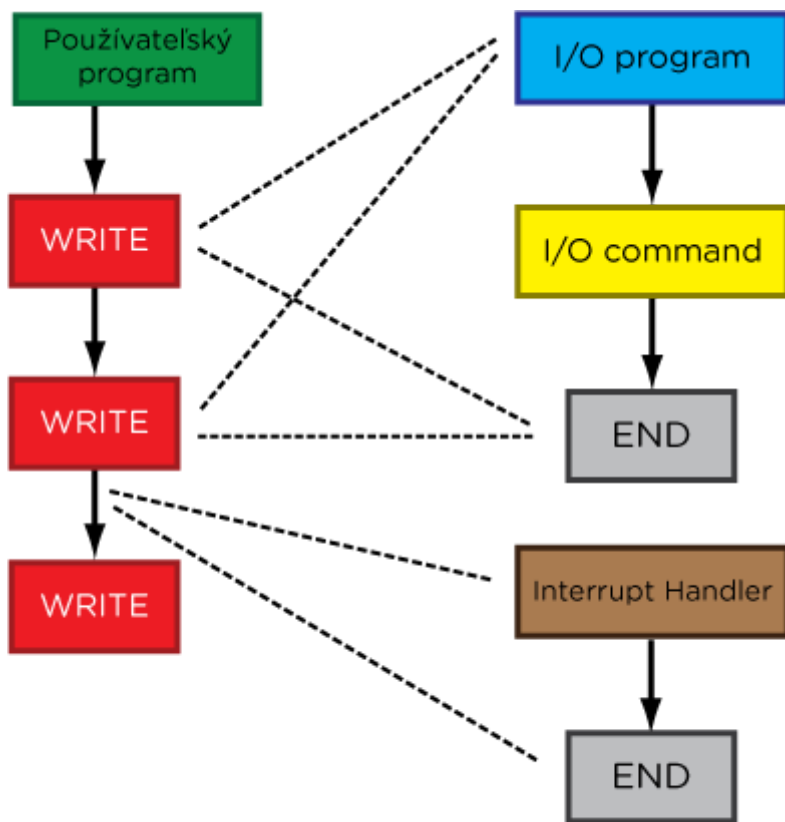 Používateľský
program
WRITE
WRITE
WRITE
I/O program
I/O command
END
Interrupt Handler
END